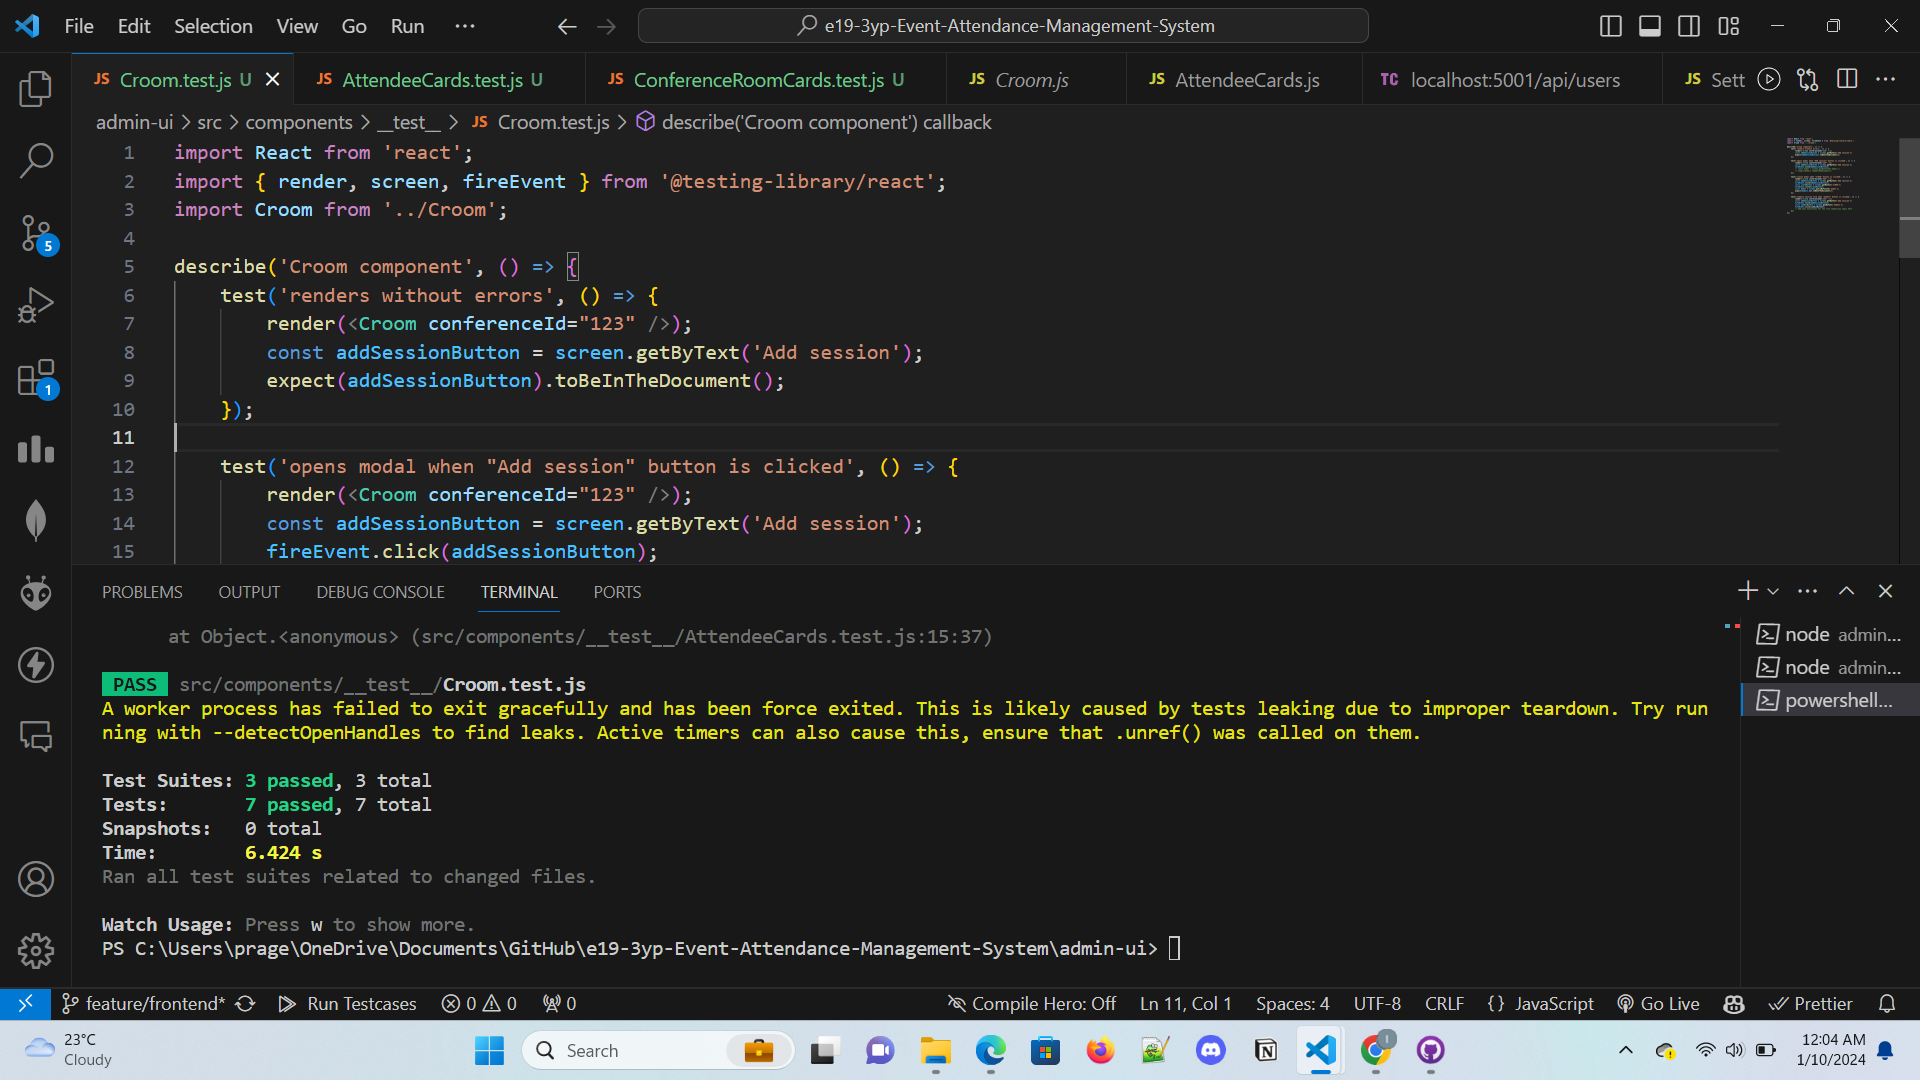 File Edit Selection View Go Run ···
e19-3yp-Event-Attendance-Management-System
JS Croom.test.js U
JS AttendeeCards.test.js U
JS ConferenceRoomCards.test.js U
JS Croom.js
JS AttendeeCards.js
TC localhost:5001/api/users
JS Sett
admin-ui > src > components > __test__ > JS Croom.test.js > describe('Croom component') callback
1 import React from 'react';
2 import { render, screen, fireEvent } from '@testing-library/react';
3 import Croom from '../Croom';
4
5 describe('Croom component', () => {
6 test('renders without errors', () => {
7 render(<Croom conferenceId="123" />);
8 const addSessionButton = screen.getByText('Add session');
9 expect(addSessionButton).toBeInTheDocument();
10 });
11
12 test('opens modal when "Add session" button is clicked', () => {
13 render(<Croom conferenceId="123" />);
14 const addSessionButton = screen.getByText('Add session');
15 fireEvent.click(addSessionButton);
5
1
PROBLEMS OUTPUT DEBUG CONSOLE TERMINAL PORTS
at Object.<anonymous> (src/components/__test__/AttendeeCards.test.js:15:37)
PASS src/components/__test__/Croom.test.js
A worker process has failed to exit gracefully and has been force exited. This is likely caused by tests leaking due to improper teardown. Try run
ning with --detectOpenHandles to find leaks. Active timers can also cause this, ensure that .unref() was called on them.
Test Suites: 3 passed, 3 total
Tests: 7 passed, 7 total
Snapshots: 0 total
Time: 6.424 s
Ran all test suites related to changed files.
Watch Usage: Press w to show more.
PS C:\Users\prage\OneDrive\Documents\GitHub\e19-3yp-Event-Attendance-Management-System\admin-ui>
node admin...
node admin...
powershell...
feature/frontend* Run Testcases 0 0 0 Compile Hero: Off Ln 11, Col 1 Spaces: 4 UTF-8 CRLF {} JavaScript Go Live Prettier
23°C
Cloudy
Search
12:04 AM
1/10/2024